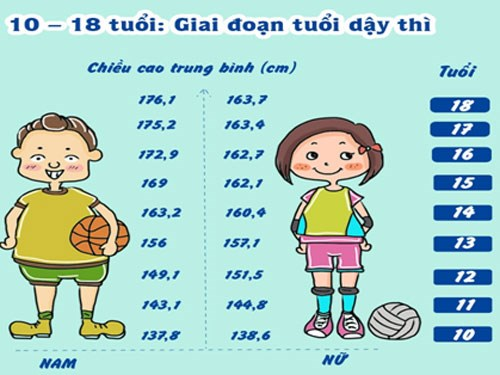 10 – 18 tuổi: Giai đoạn tuổi dậy thì
Chiều cao trung bình (cm) Tuổi
176,1 163,7 18
175,2 163,4 17
172,9 162,7 16
169 162,1 15
163,2 160,4 14
156 157,1 13
149,1 151,5 12
143,1 144,8 11
137,8 138,6 10
NAM NỮ